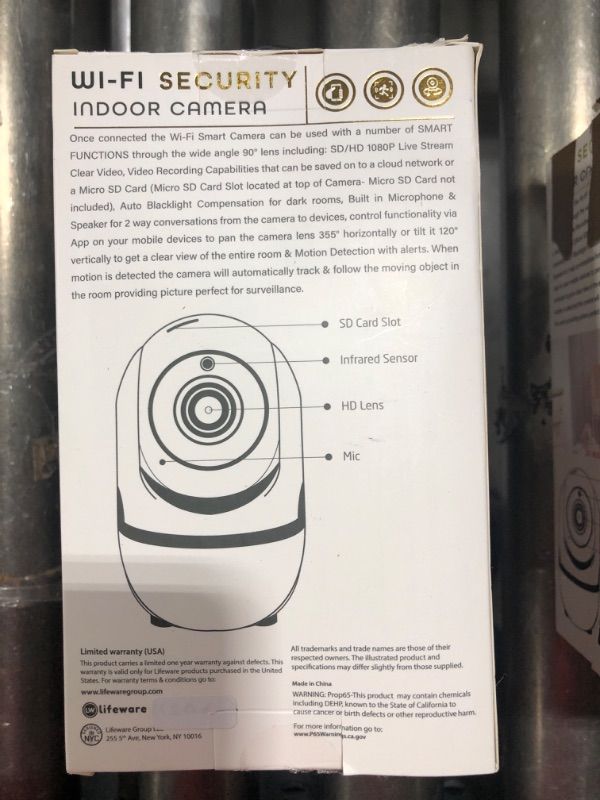 WI-FI SECURITY
INDOOR CAMERA
Once connected the Wi-Fi Smart Camera can be used with a number of SMART
FUNCTIONS through the wide angle 90° lens including: SD/HD 1080P Live Stream
Clear Video, Video Recording Capabilities that can be saved on to a cloud network or
a Micro SD Card (Micro SD Card Slot located at top of Camera- Micro SD Card not
included), Auto Blacklight Compensation for dark rooms, Built in Microphone &
Speaker for 2 way conversations from the camera to devices, control functionality via
App on your mobile devices to pan the camera lens 355° horizontally or tilt it 120°
vertically to get a clear view of the entire room & Motion Detection with alerts. When
motion is detected the camera will automatically track & follow the moving object in
the room providing picture perfect for surveillance.
SD Card Slot
Infrared Sensor
HD Lens
Mic
Limited warranty (USA)
This product carries a limited one year warranty against defects. This
warranty is valid only for Lifeware products purchased in the United
States. For warranty terms & conditions go to:
www.lifewaregroup.com
LW lifeware
NYC
Lifeware Group
255 5th Ave, New York, NY 10016
All trademarks and trade names are those of their
respected owners. The illustrated product and
specifications may differ slightly from those supplied.
Made in China
WARNING: Prop65-This product may contain chemicals
including DEHP, known to the State of California to
cause cancer or birth defects or other reproductive harm.
For more information go to:
www.P65Warnings.ca.gov
SEC